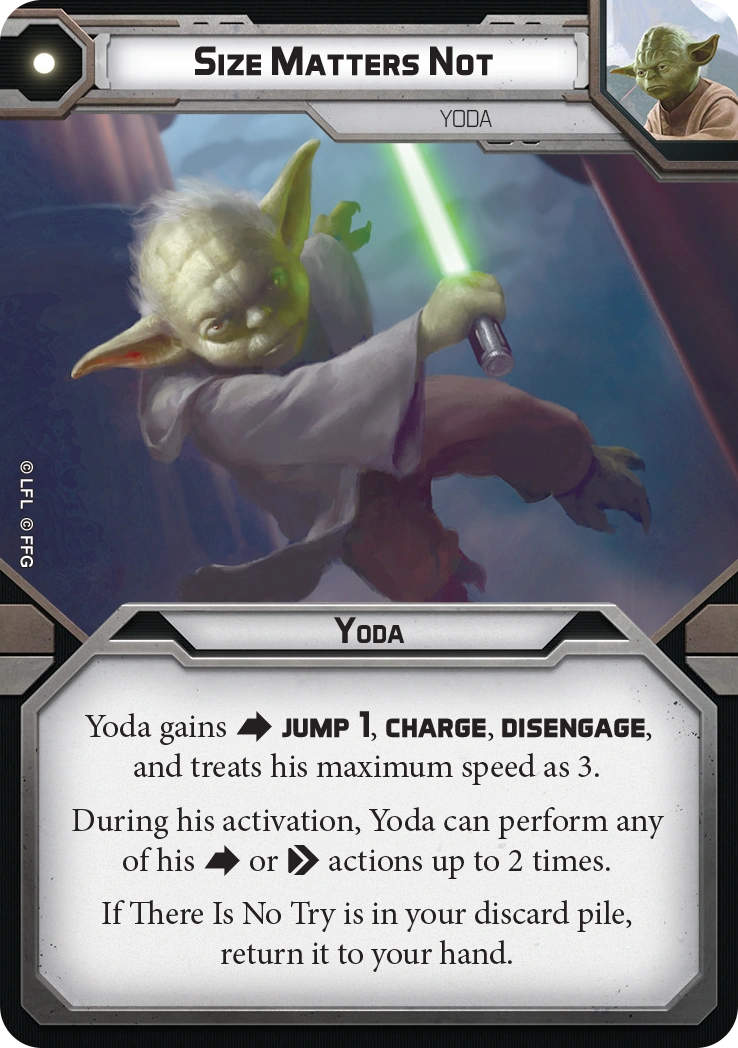 Size Matters Not
YODA
© LFL © FFG
Yoda
Yoda gains JUMP 1, CHARGE, DISENGAGE,
and treats his maximum speed as 3.
During his activation, Yoda can perform any
of his or actions up to 2 times.
If There Is No Try is in your discard pile,
return it to your hand.